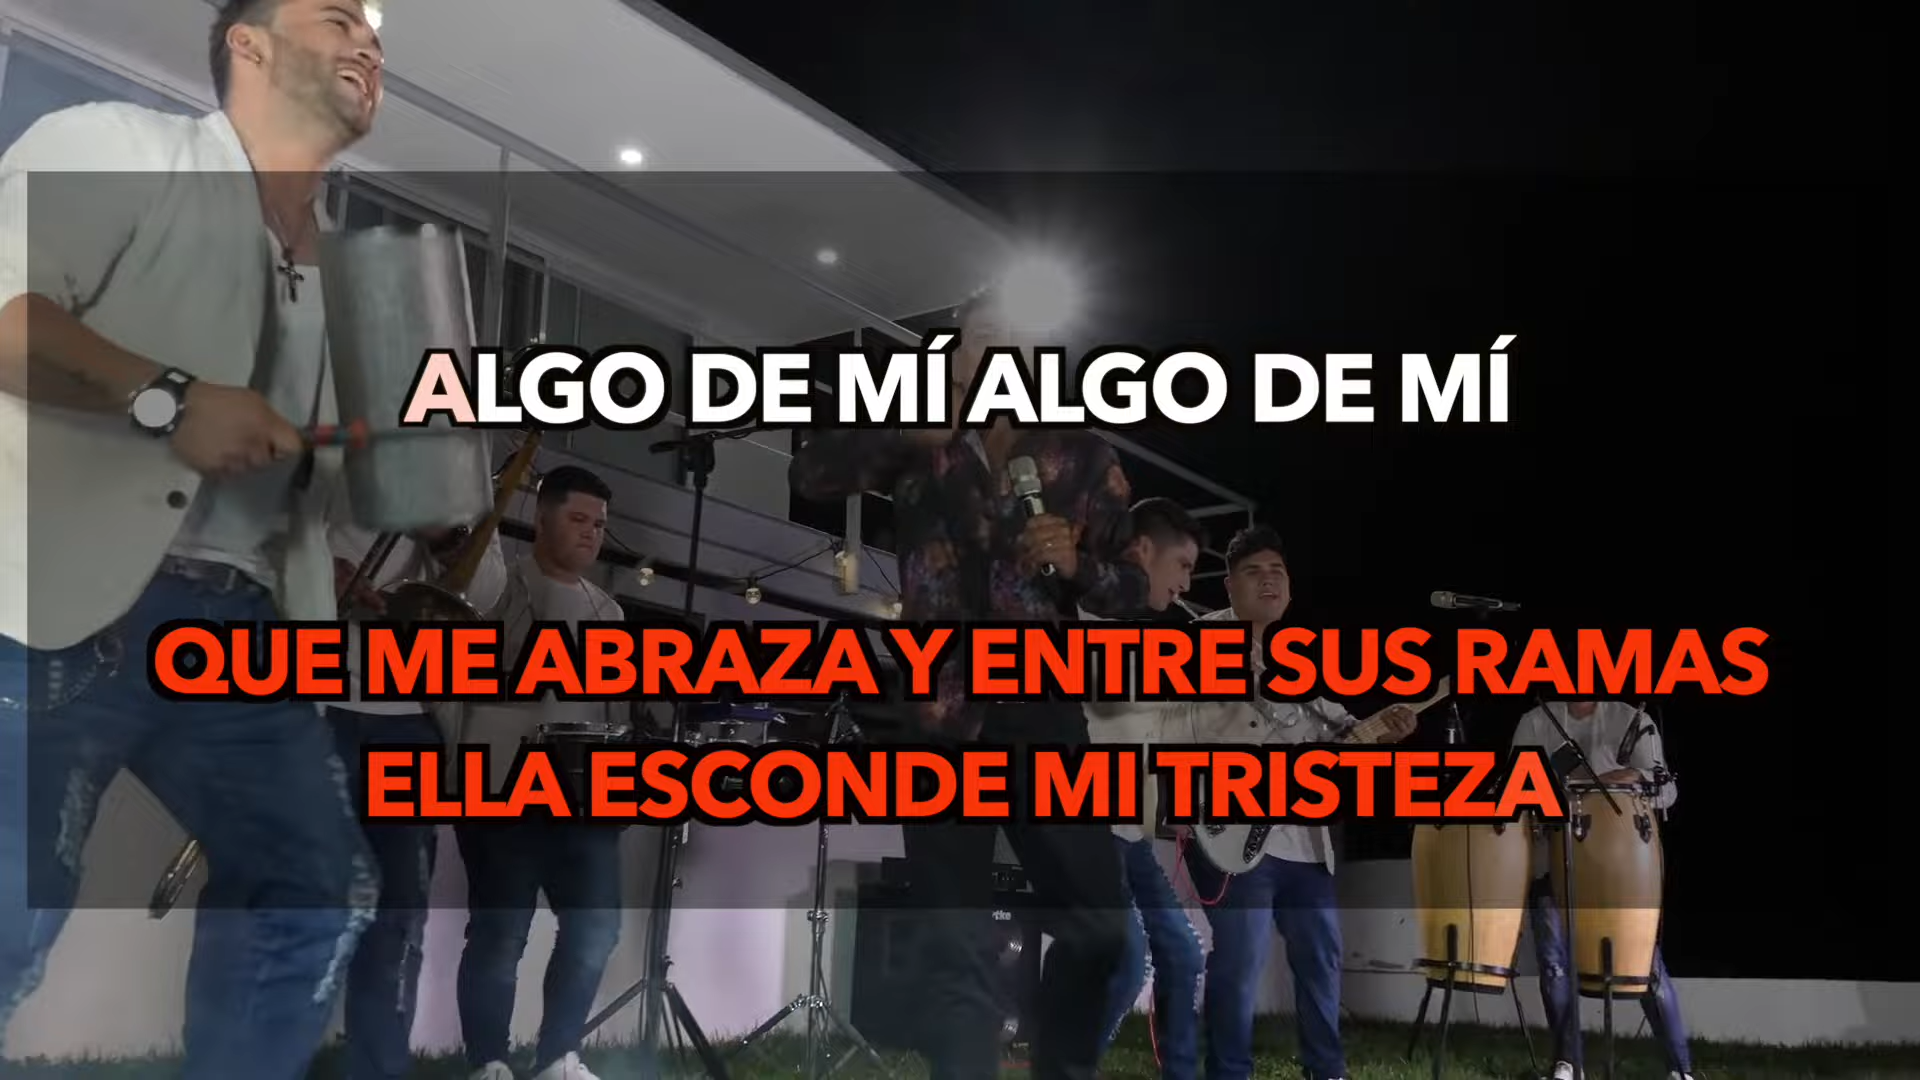 ALGO DE MÍ ALGO DE MÍ
QUE ME ABRAZA Y ENTRE SUS RAMAS
ELLA ESCONDE MI TRISTEZA